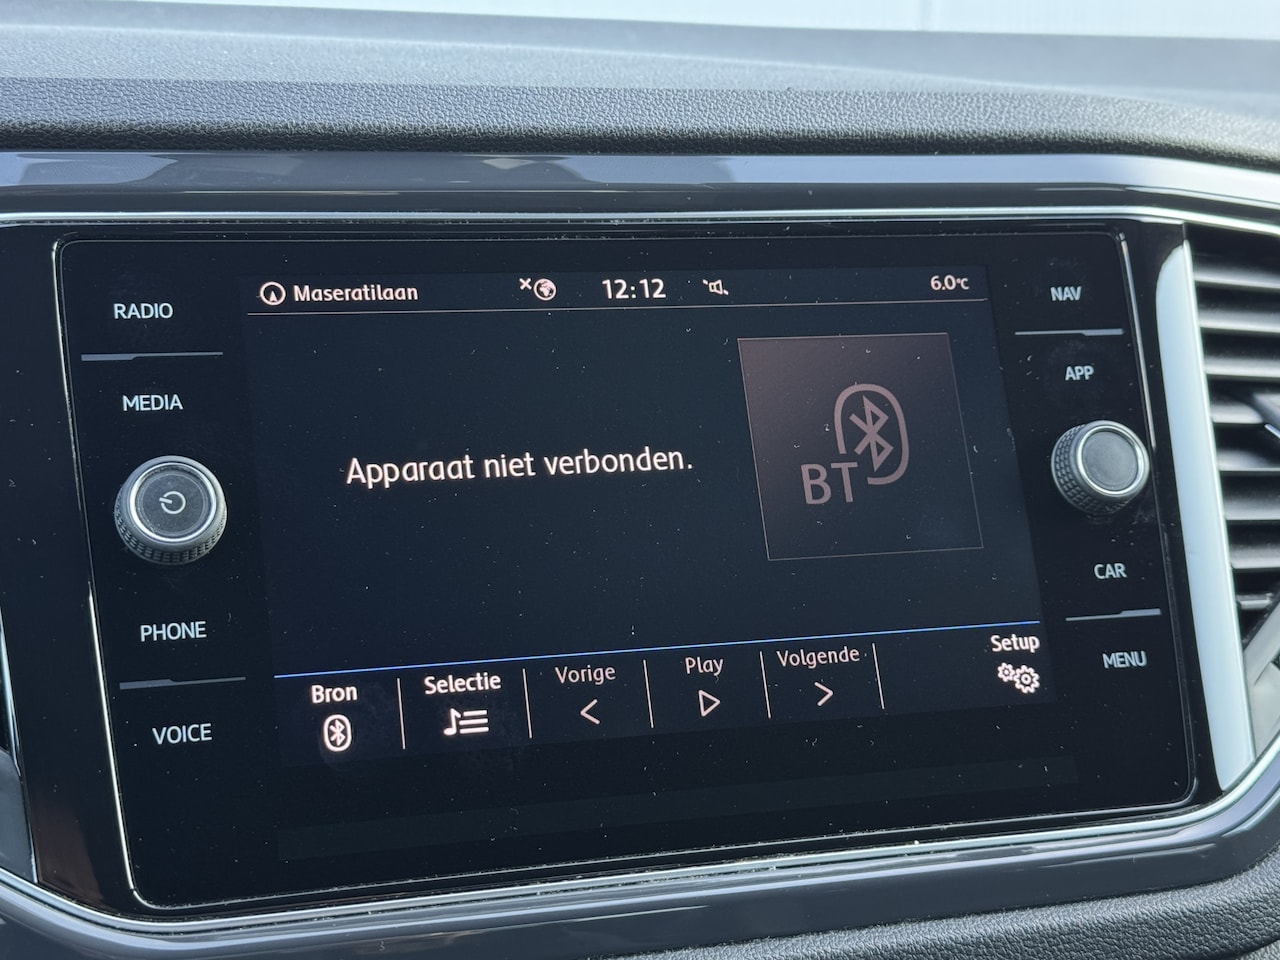 RADIO
MEDIA
PHONE
VOICE
Maseratilaan
12:12
6.0°C
Apparaat niet verbonden.
BT
Bron
Selectie
Vorige
Play
Volgende
Setup
NAV
APP
CAR
MENU